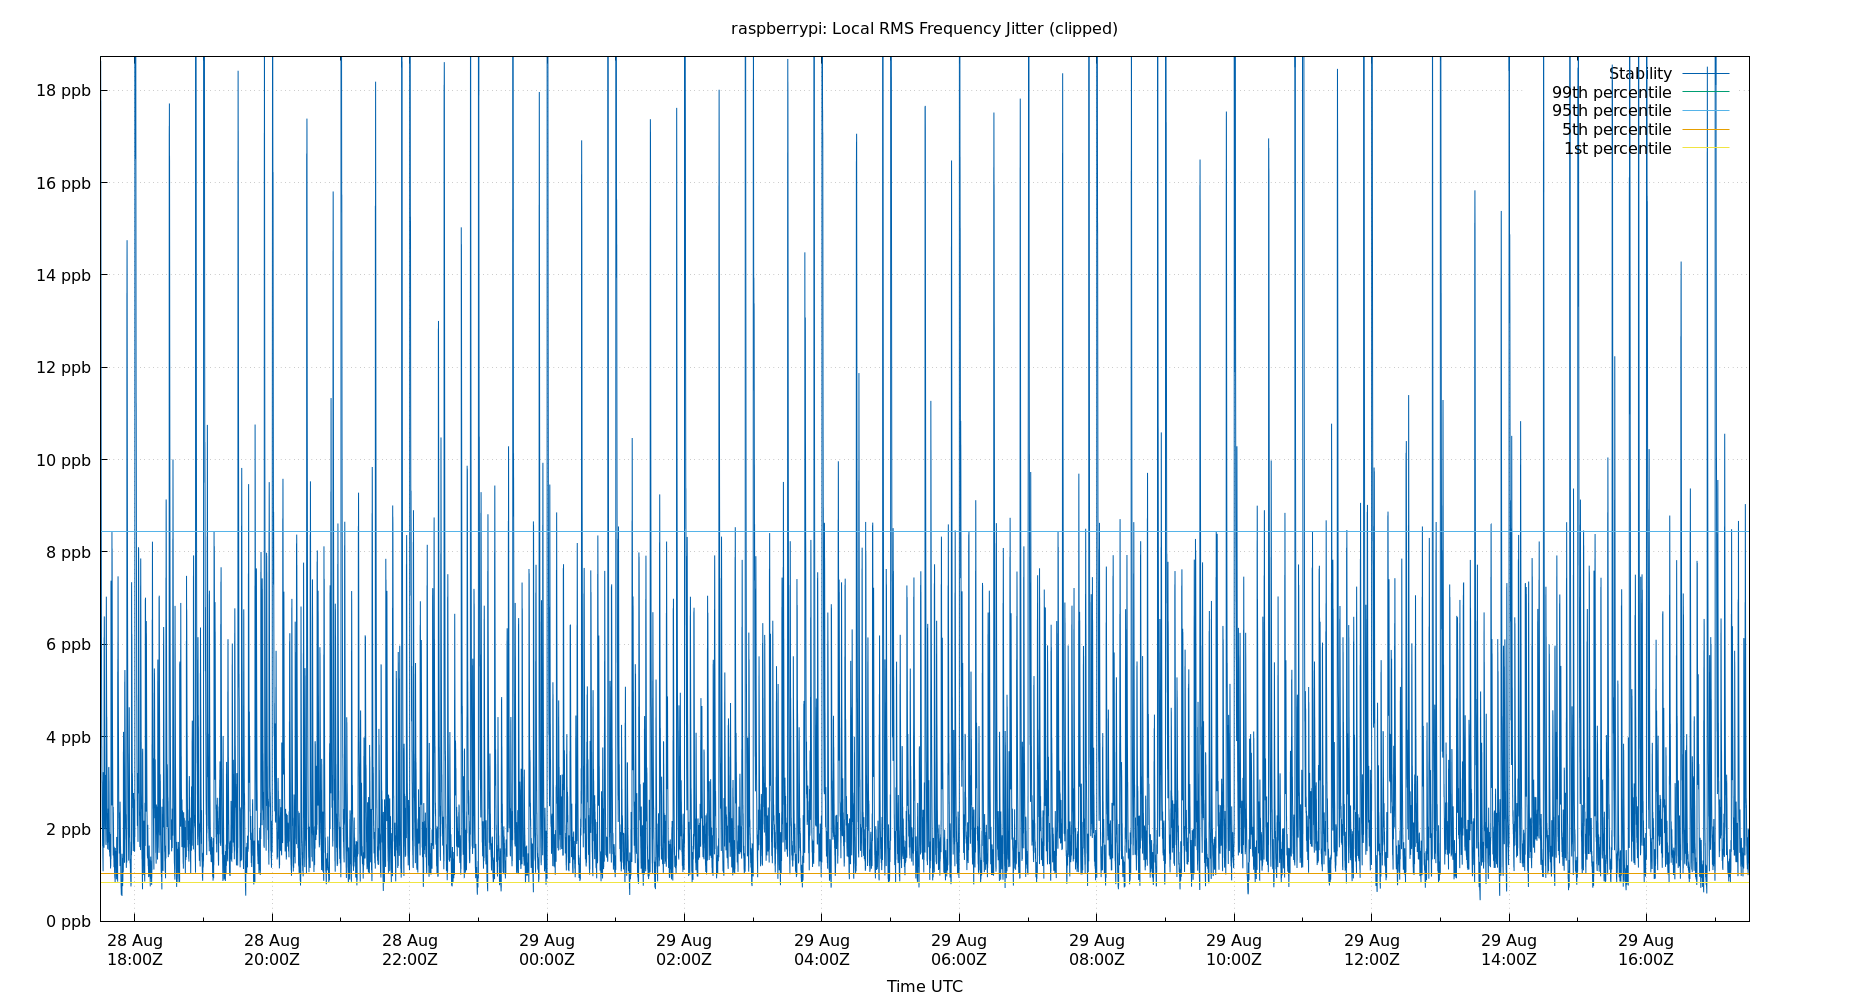 raspberrypi: Local RMS Frequency Jitter (clipped)
Stability
99th percentile
95th percentile
5th percentile
1st percentile
18 ppb
16 ppb
14 ppb
12 ppb
10 ppb
8 ppb
6 ppb
4 ppb
2 ppb
0 ppb
28 Aug 28 Aug 28 Aug 29 Aug 29 Aug 29 Aug 29 Aug 29 Aug 29 Aug 29 Aug 29 Aug 29 Aug
18:00Z 20:00Z 22:00Z 00:00Z 02:00Z 04:00Z 06:00Z 08:00Z 10:00Z 12:00Z 14:00Z 16:00Z
Time UTC